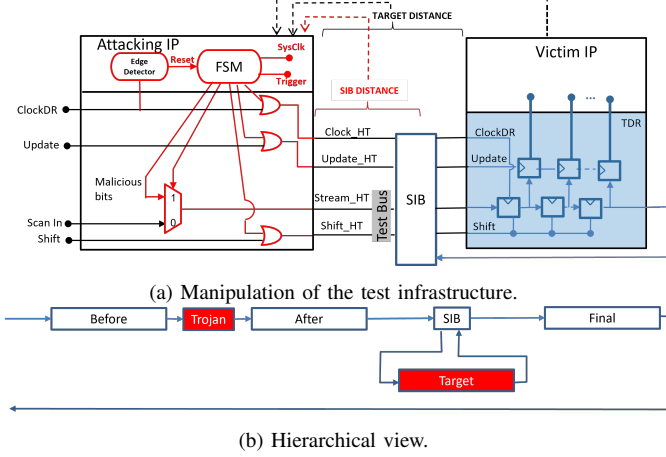 TARGET DISTANCE
Attacking IP
Victim IP
Edge
Detector
Reset
FSM
SysClk
Trigger
SIB DISTANCE
TDR
...
ClockDR
Clock_HT
ClockDR
Update
Update_HT
Update
Malicious
bits
1
0
Stream_HT
Test Bus
SIB
Scan In
Shift
Shift_HT
Shift
(a) Manipulation of the test infrastructure.
Before
Trojan
After
SIB
Final
Target
(b) Hierarchical view.